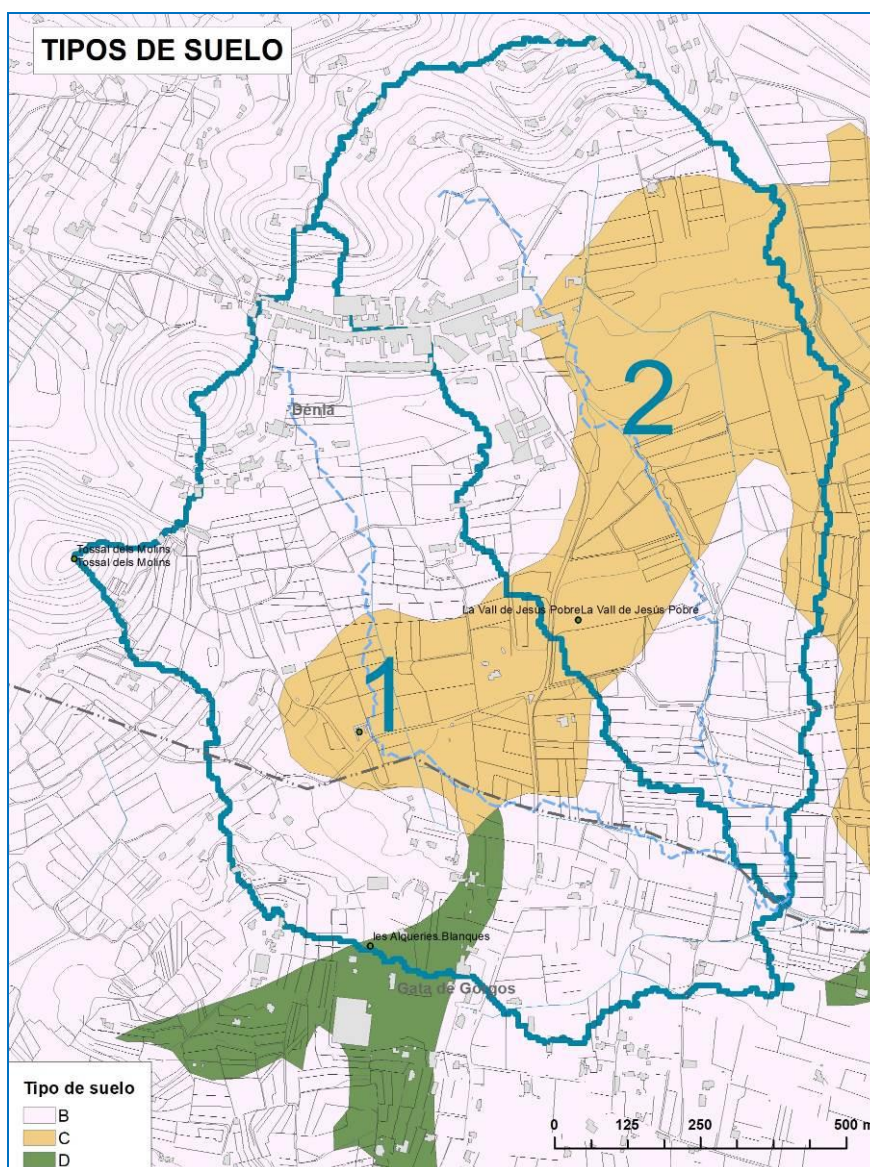 TIPOS DE SUELO
2
Dénia
Tossal dels Molins
Tossal dels Molins
La Vall de Jesús Pobre La Vall de Jesús Pobre
1
les Alqueries Blanques
Gata de Gorgos
Tipo de suelo
B
C
D
0 125 250 500 m